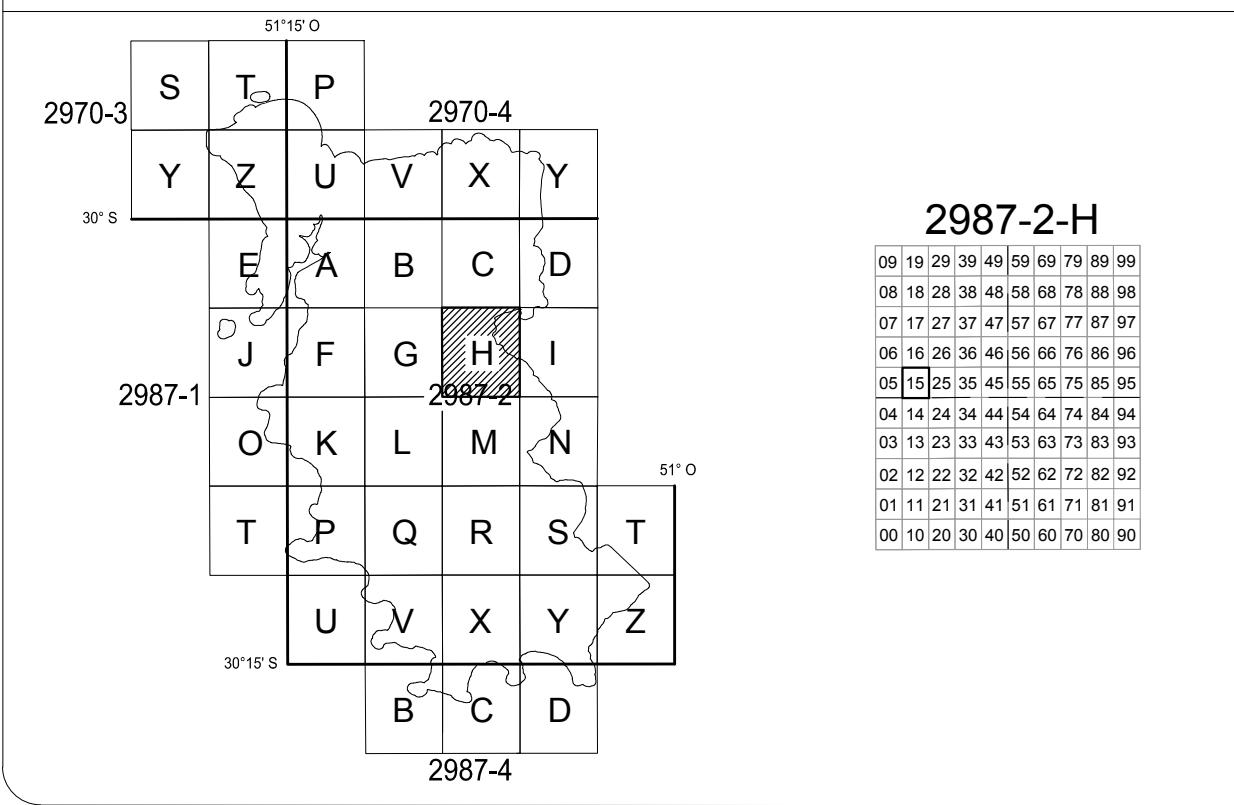 51°15' O
S T P
2970-3 2970-4
Y Z U V X Y
30° S
E A B C D
J F G H I
2987-1 2987-2
O K L M N
51° O
T P Q R S T
U V X Y Z
30°15' S
B C D
2987-4
2987-2-H
09 19 29 39 49 59 69 79 89 99
08 18 28 38 48 58 68 78 88 98
07 17 27 37 47 57 67 77 87 97
06 16 26 36 46 56 66 76 86 96
05 15 25 35 45 55 65 75 85 95
04 14 24 34 44 54 64 74 84 94
03 13 23 33 43 53 63 73 83 93
02 12 22 32 42 52 62 72 82 92
01 11 21 31 41 51 61 71 81 91
00 10 20 30 40 50 60 70 80 90